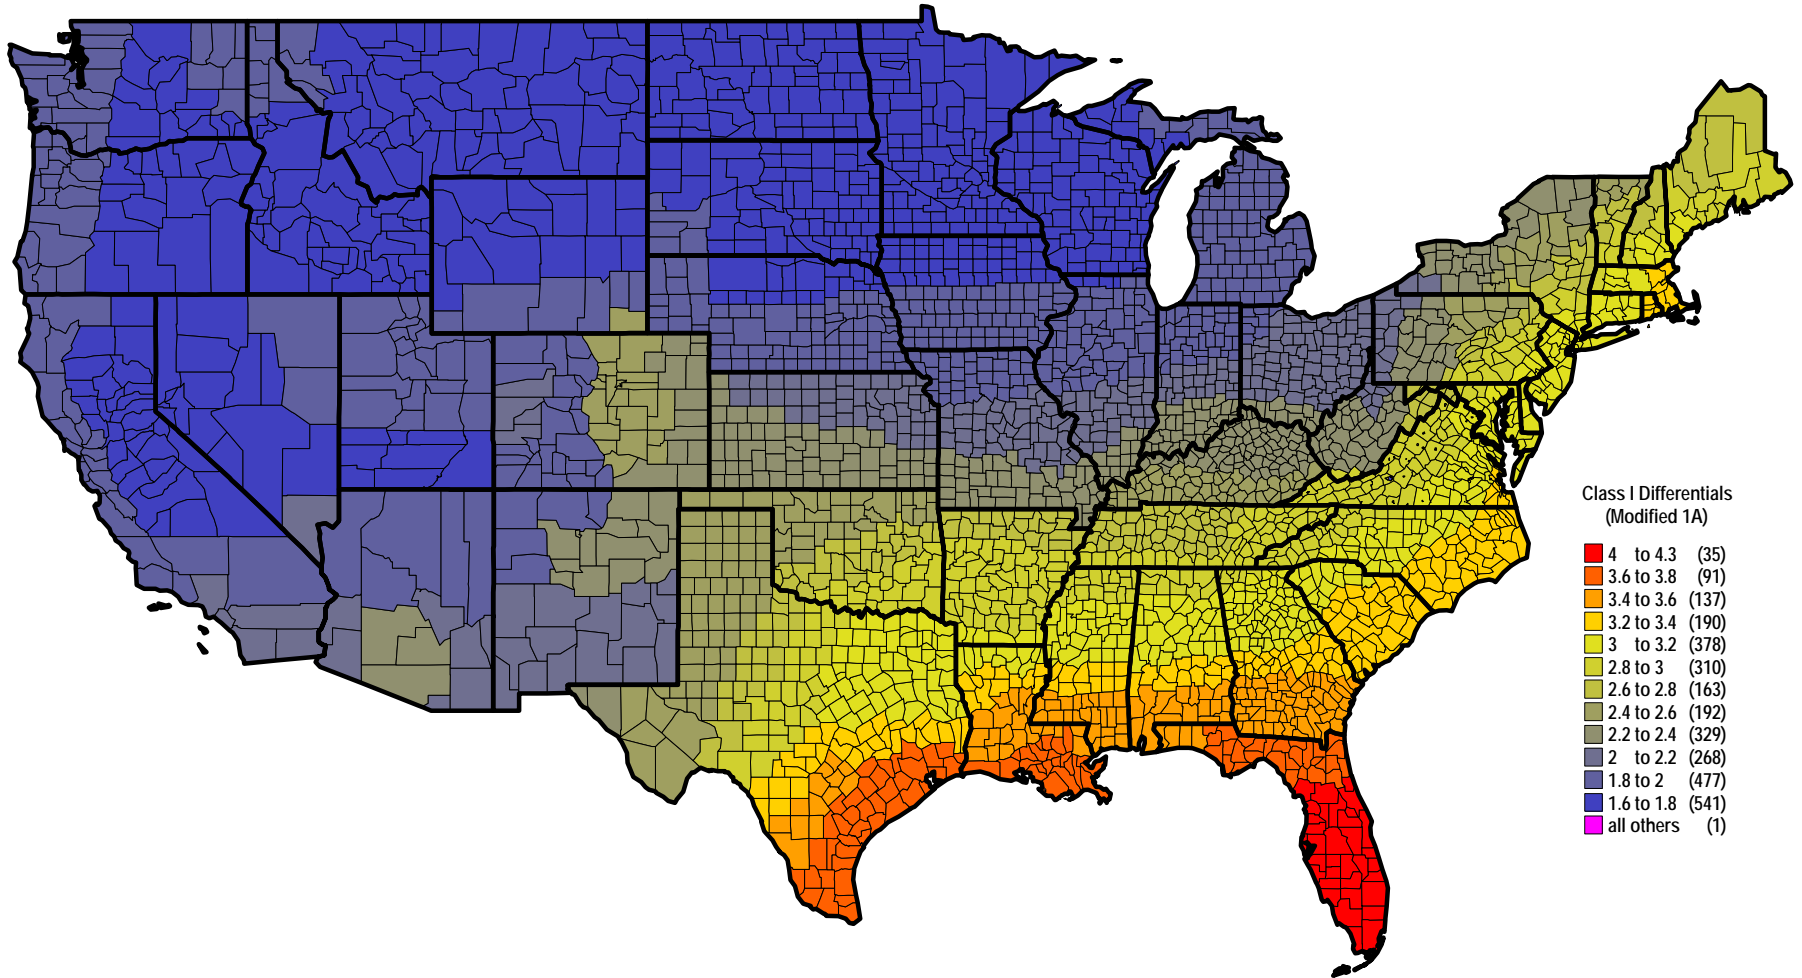 Class I Differentials
(Modified 1A)
4 to 4.3 (35)
3.6 to 3.8 (91)
3.4 to 3.6 (137)
3.2 to 3.4 (190)
3 to 3.2 (378)
2.8 to 3 (310)
2.6 to 2.8 (163)
2.4 to 2.6 (192)
2.2 to 2.4 (329)
2 to 2.2 (268)
1.8 to 2 (477)
1.6 to 1.8 (541)
all others (1)